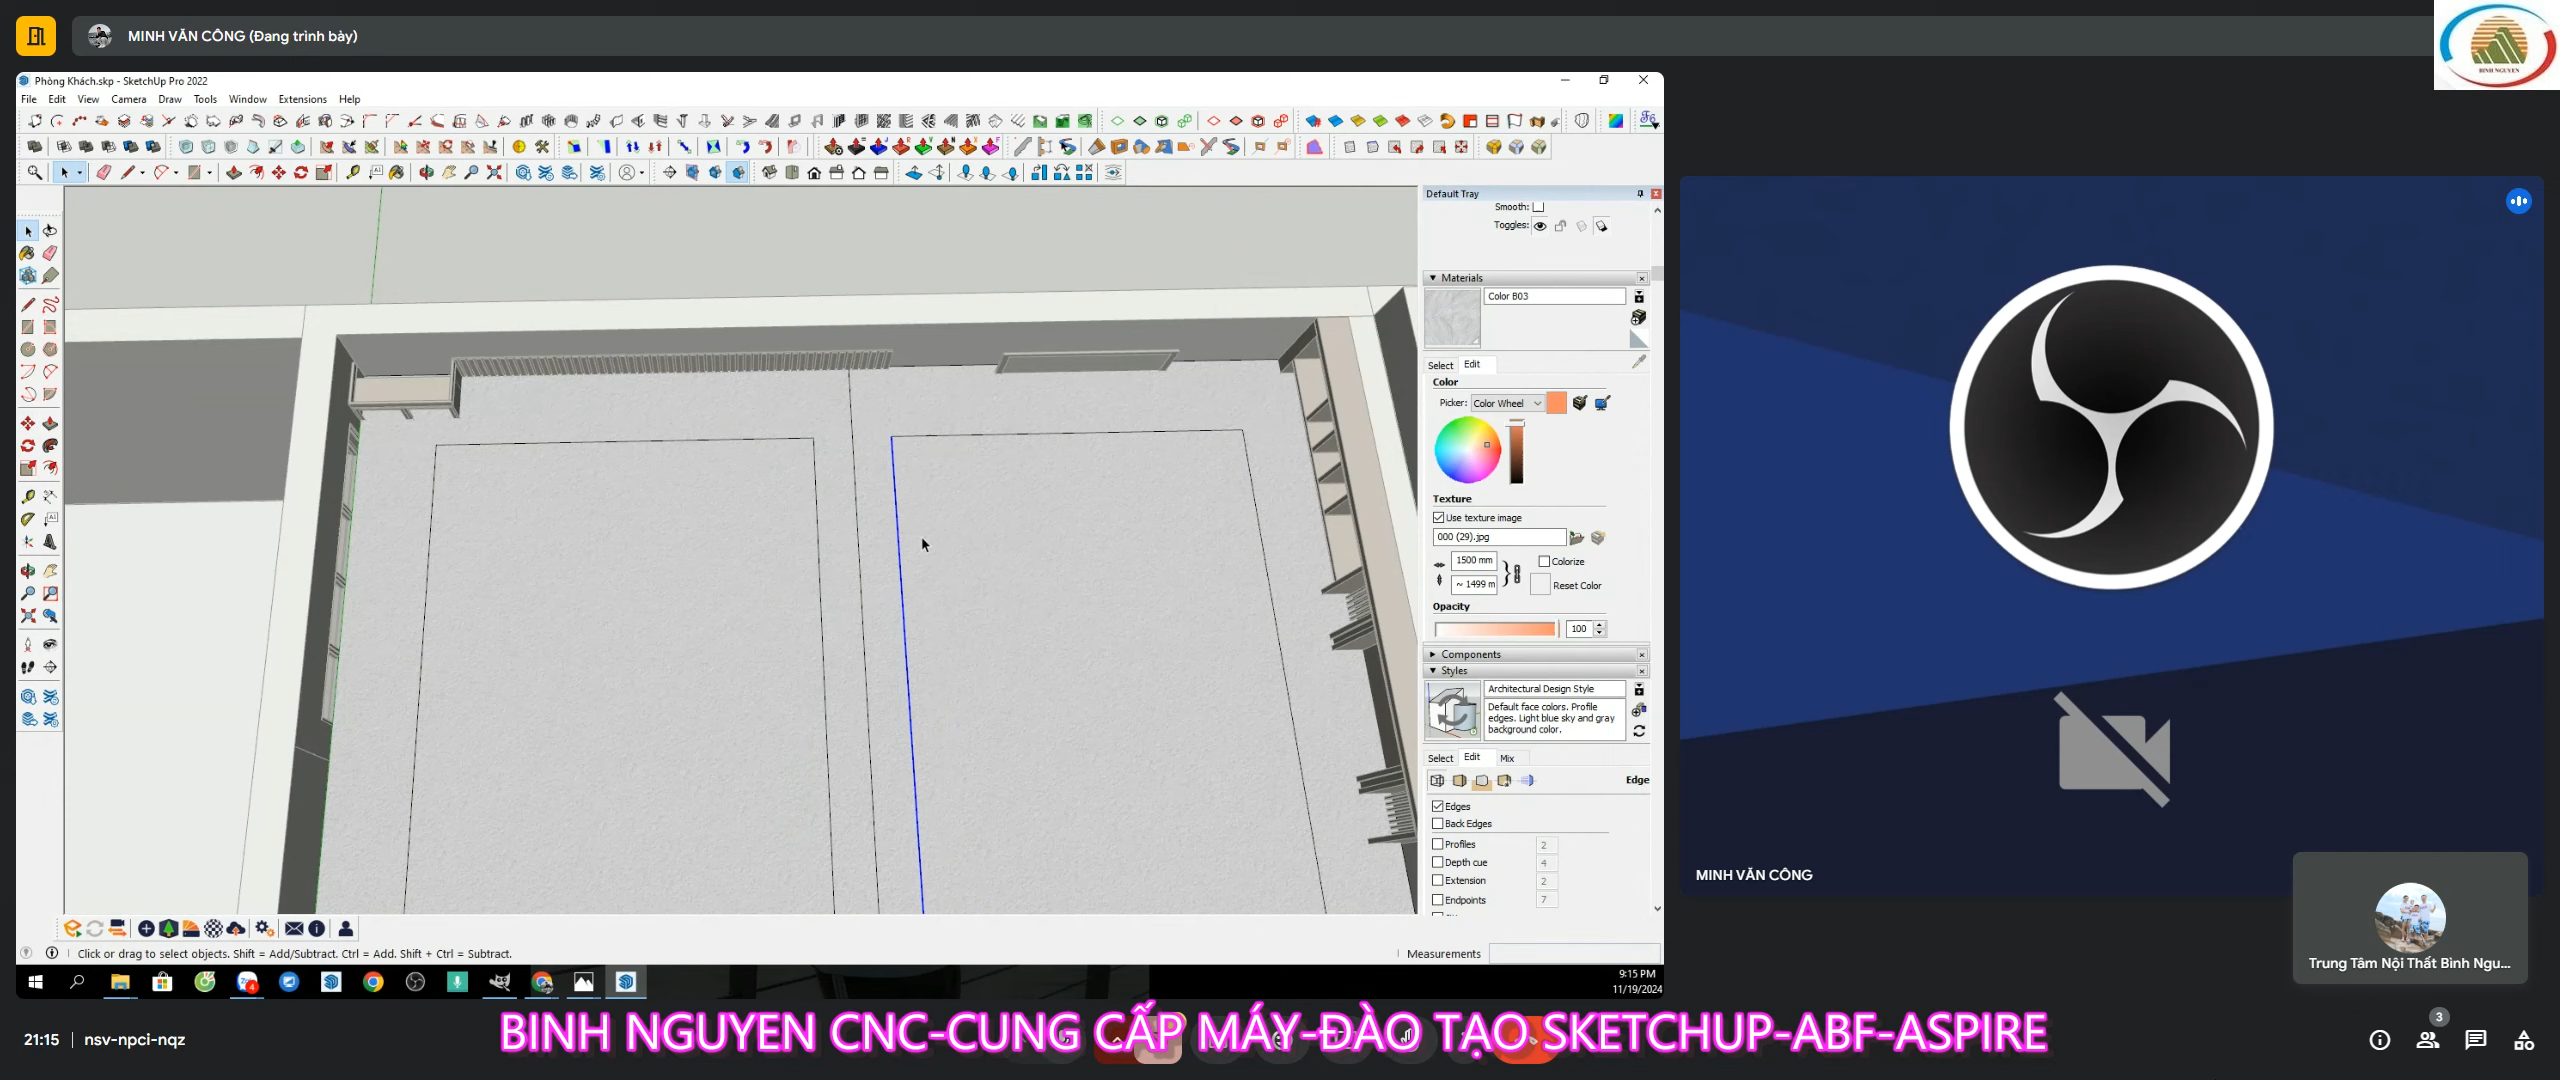 MINH VĂN CÔNG (Đang trình bày)
BINH NGUYEN
Phòng Khách.skp - SketchUp Pro 2022
File Edit View Camera Draw Tools Window Extensions Help
Default Tray
Smooth:
Toggles:
Materials
Color B03
Select Edit
Color
Picker: Color Wheel
Texture
Use texture image
000 (29).jpg
1500 mm
Colorize
~ 1499 m
Reset Color
Opacity
100
Components
Styles
Architectural Design Style
Default face colors. Profile
edges. Light blue sky and gray
background color.
Select Edit Mix
Edge
Edges
Back Edges
Profiles 2
Depth cue 4
Extension 2
Endpoints 7
Click or drag to select objects. Shift = Add/Subtract. Ctrl = Add. Shift + Ctrl = Subtract.
Measurements
9:15 PM
11/19/2024
MINH VĂN CÔNG
Trung Tâm Nội Thất Bình Ngu...
21:15 nsv-npci-nqz
BINH NGUYEN CNC-CUNG CẤP MÁY-ĐÀO TẠO SKETCHUP-ABF-ASPIRE
3